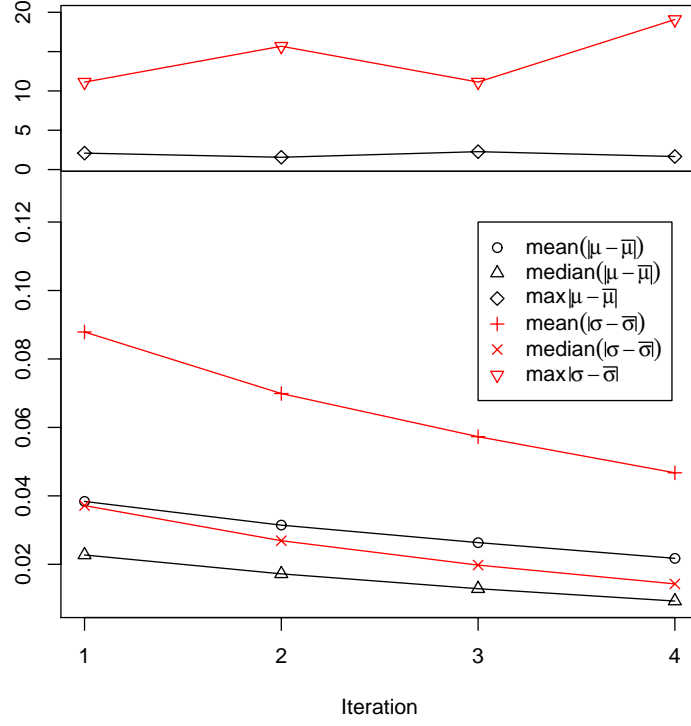 20
10
5
0
0.12
0.10
0.08
0.06
0.04
0.02
mean(|μ − μ̅|)
median(|μ − μ̅|)
max|μ − μ̅|
mean(|σ − σ̅|)
median(|σ − σ̅|)
max|σ − σ̅|
1 2 3 4
Iteration